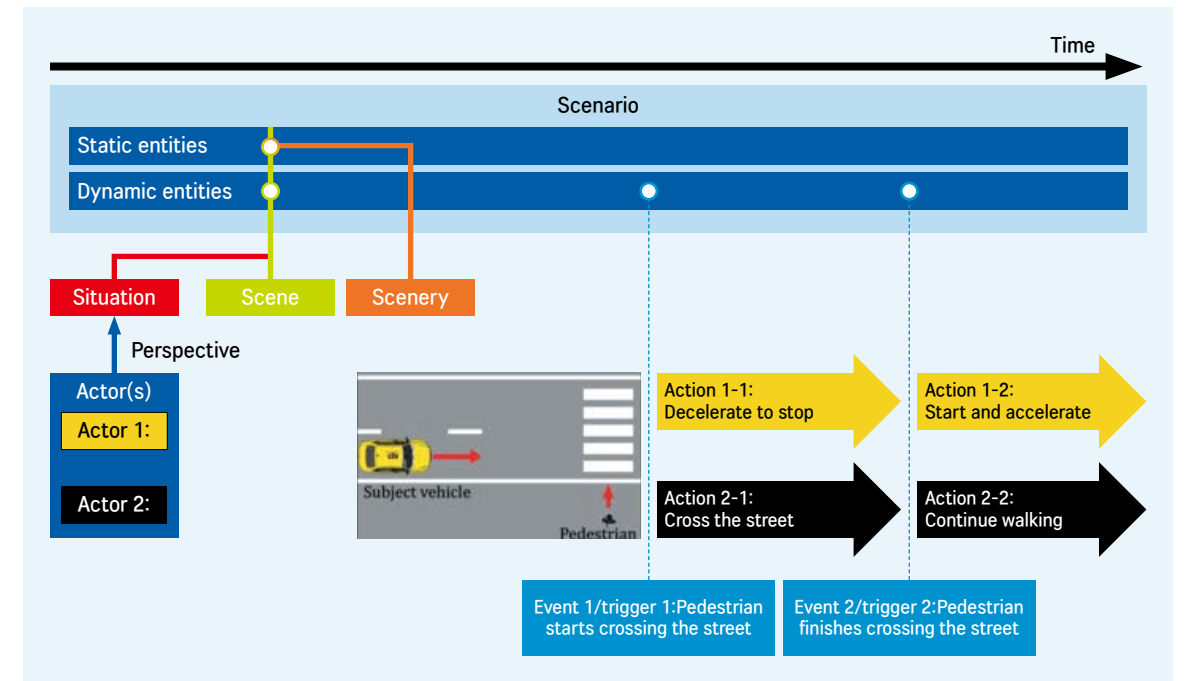 Time
Scenario
Static entities
Dynamic entities
Situation
Scene
Scenery
Perspective
Actor(s)
Actor 1:
Actor 2:
Subject vehicle
Pedestrian
Action 1-1:
Decelerate to stop
Action 1-2:
Start and accelerate
Action 2-1:
Cross the street
Action 2-2:
Continue walking
Event 1/trigger 1:Pedestrian
starts crossing the street
Event 2/trigger 2:Pedestrian
finishes crossing the street